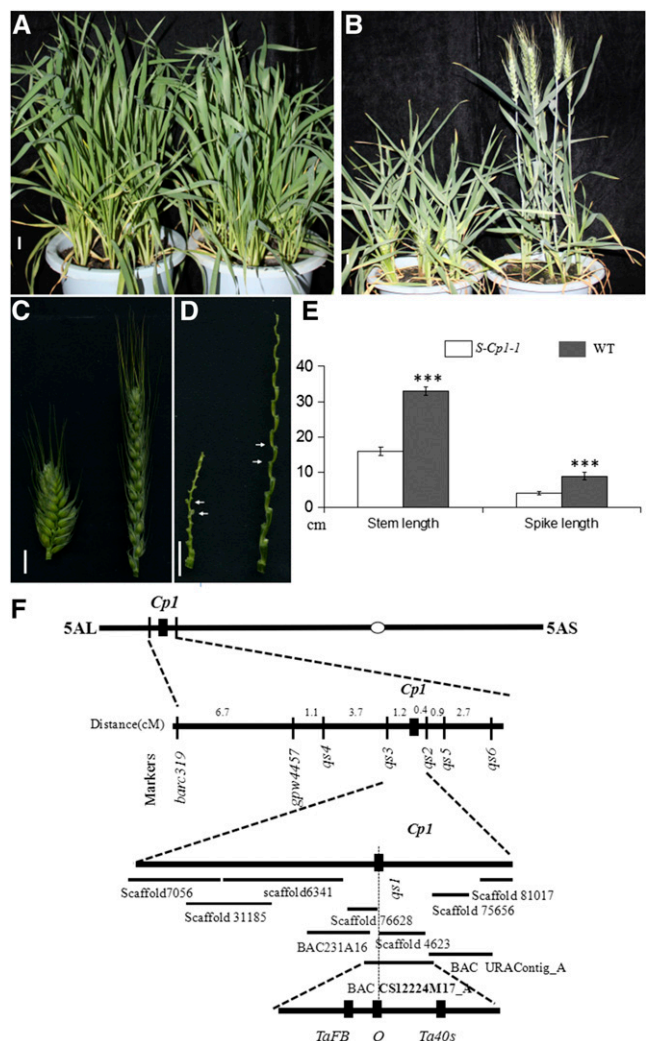 A
B
C
D
E
S-Cp1-1
WT
40
30
20
10
0
cm
***
***
Stem length
Spike length
F
Cp1
5AL
5AS
Cp1
Distance(cM)
6.7
1.1
3.7
1.2
0.4
0.9
2.7
Markers
barc319
gpw4457
qs4
qs3
qs2
qs5
qs6
Cp1
qs1
Scaffold7056
scaffold6341
Scaffold 81017
Scaffold 31185
Scaffold 76628
Scaffold 75656
BAC231A16
Scaffold 4623
BAC URAContig_A
BAC CS12224M17_A
TaFB
Q
Ta40s